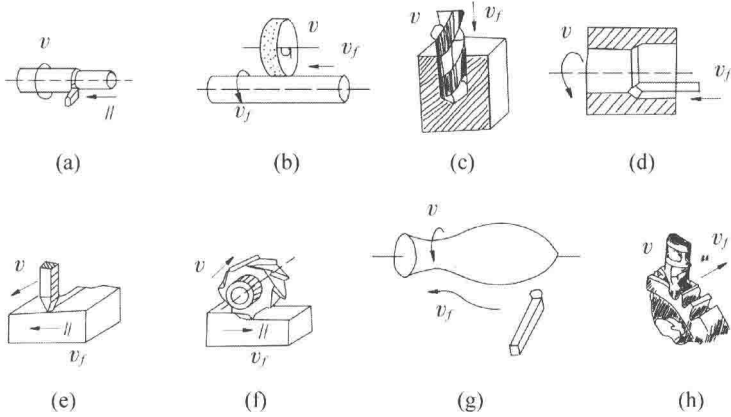 v v v_f v v_f v v_f
// v_f
(a) (b) (c) (d)
v v v v v_f
// // v_f
v_f v_f
(e) (f) (g) (h)